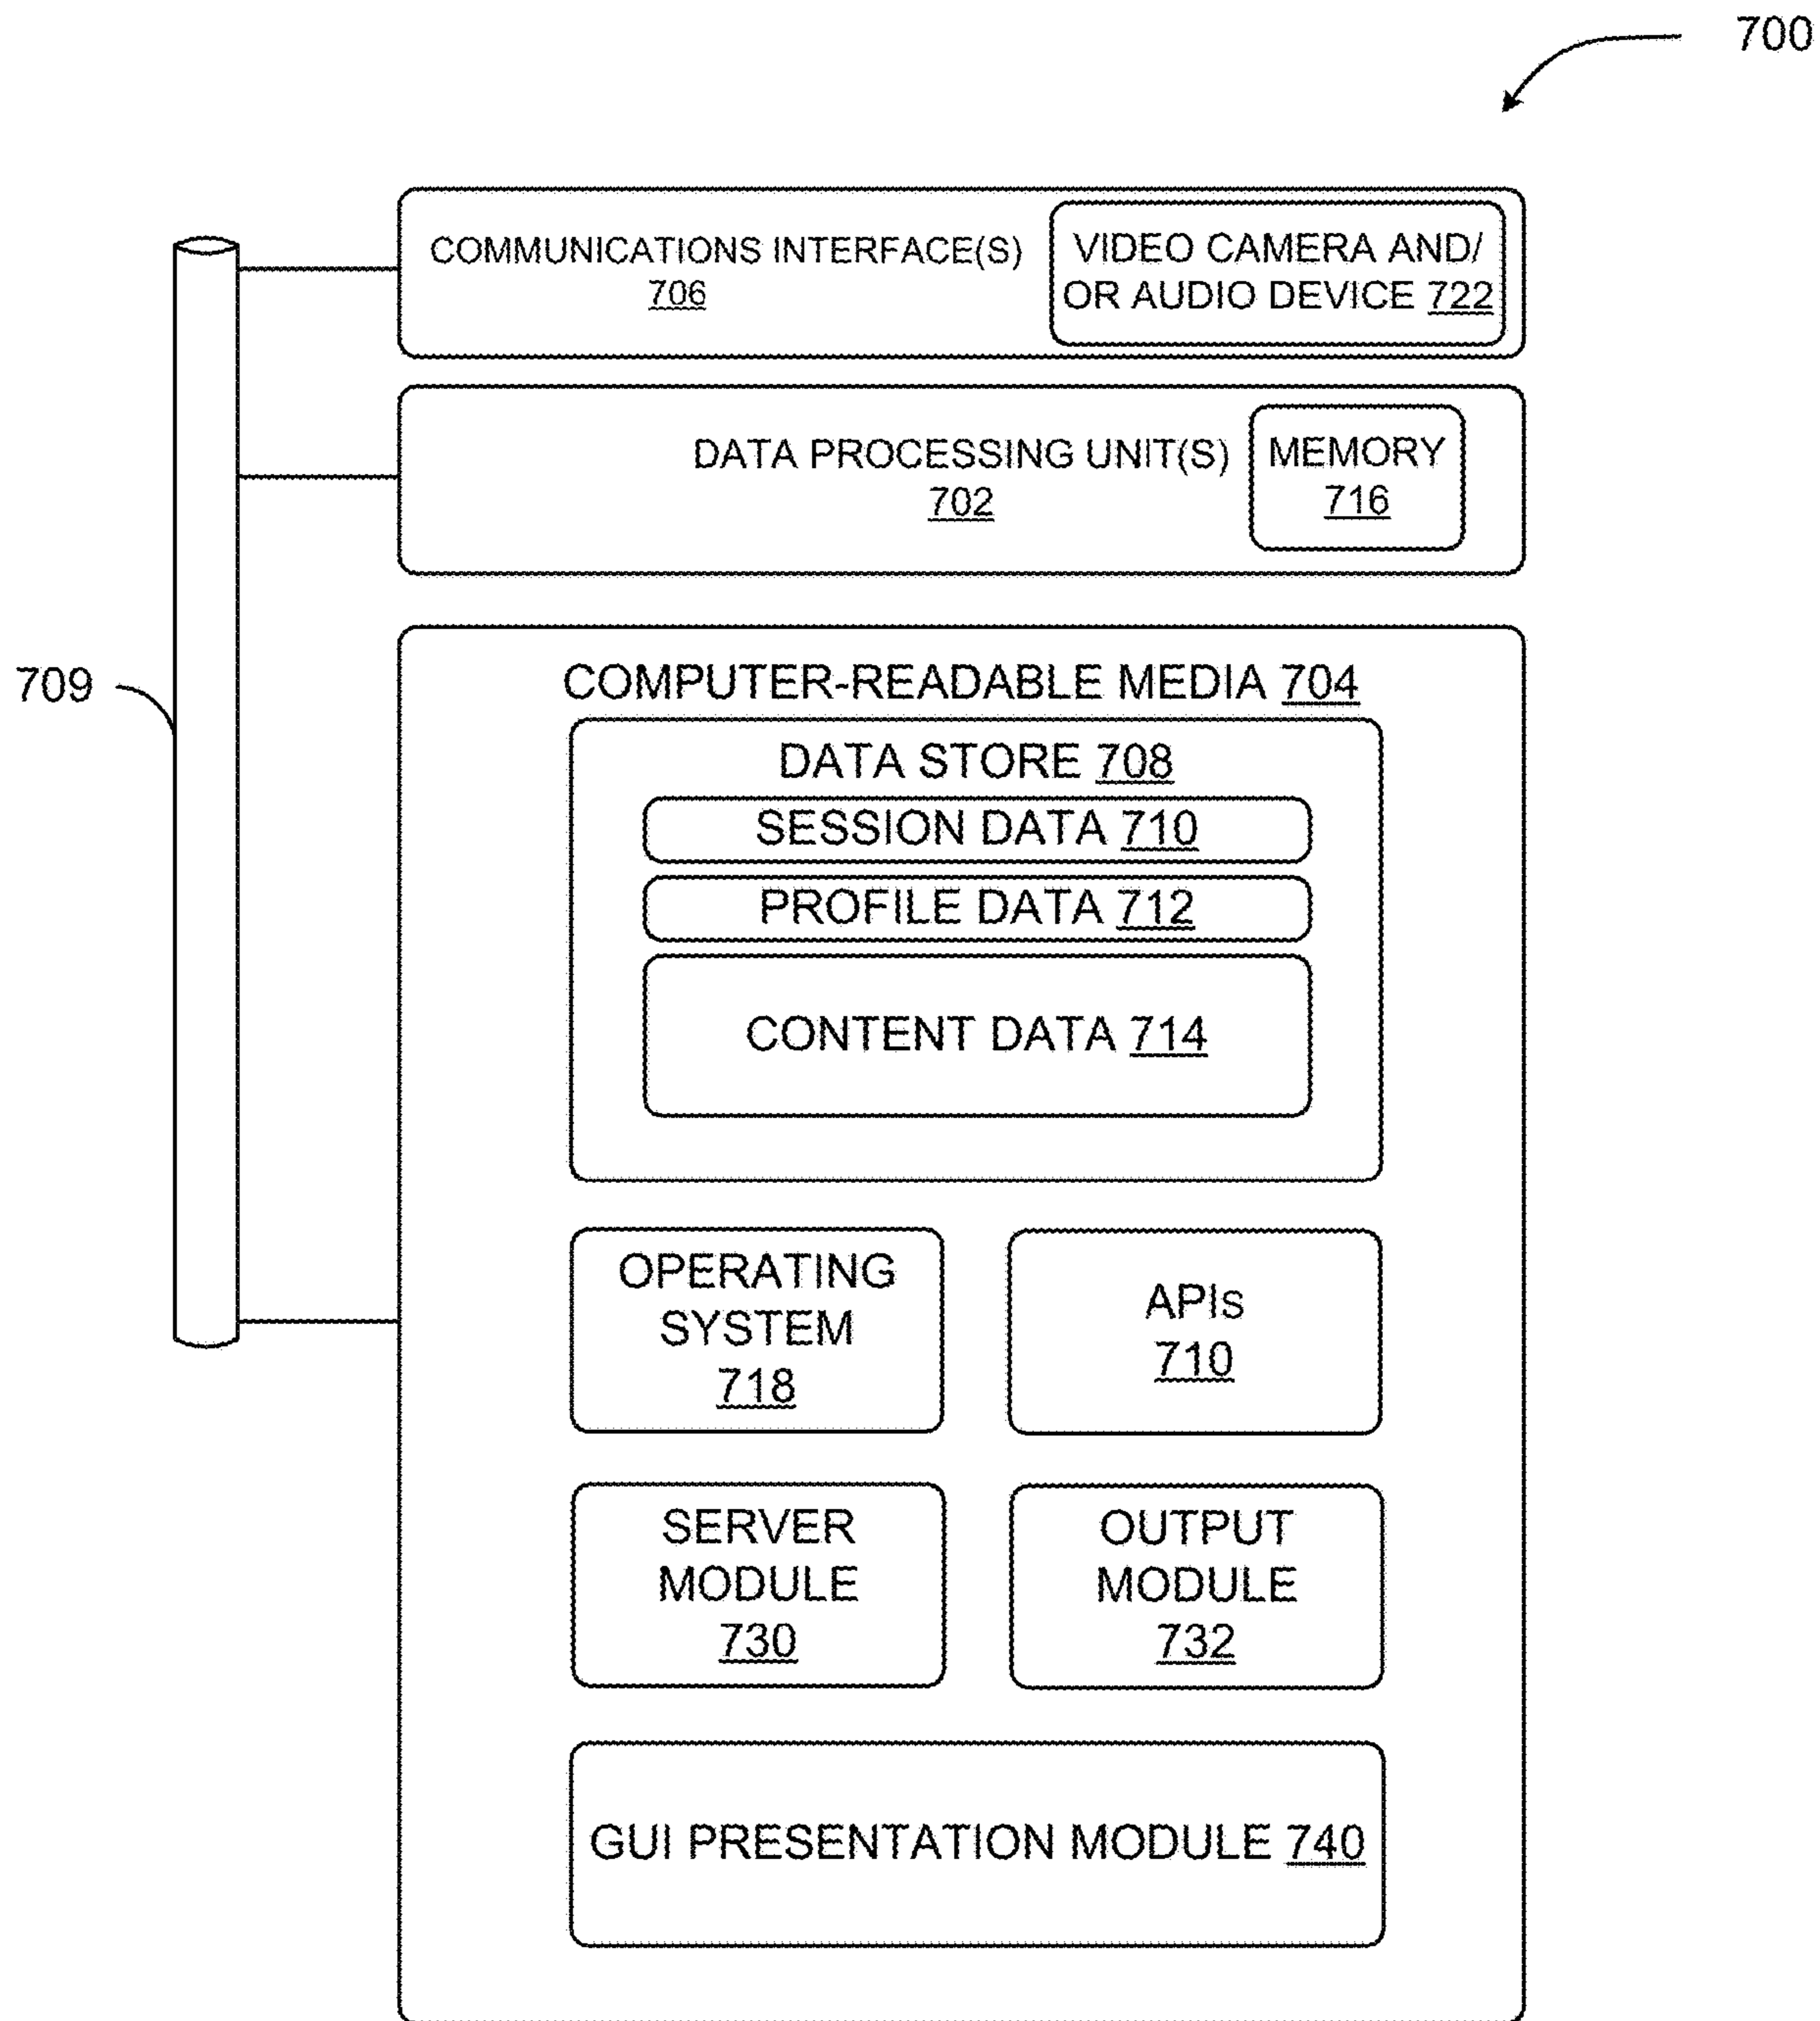 700
COMMUNICATIONS INTERFACE(S)
706
VIDEO CAMERA AND/
OR AUDIO DEVICE 722
DATA PROCESSING UNIT(S)
702
MEMORY
716
709
COMPUTER-READABLE MEDIA 704
DATA STORE 708
SESSION DATA 710
PROFILE DATA 712
CONTENT DATA 714
OPERATING
SYSTEM
718
APIs
710
SERVER
MODULE
730
OUTPUT
MODULE
732
GUI PRESENTATION MODULE 740